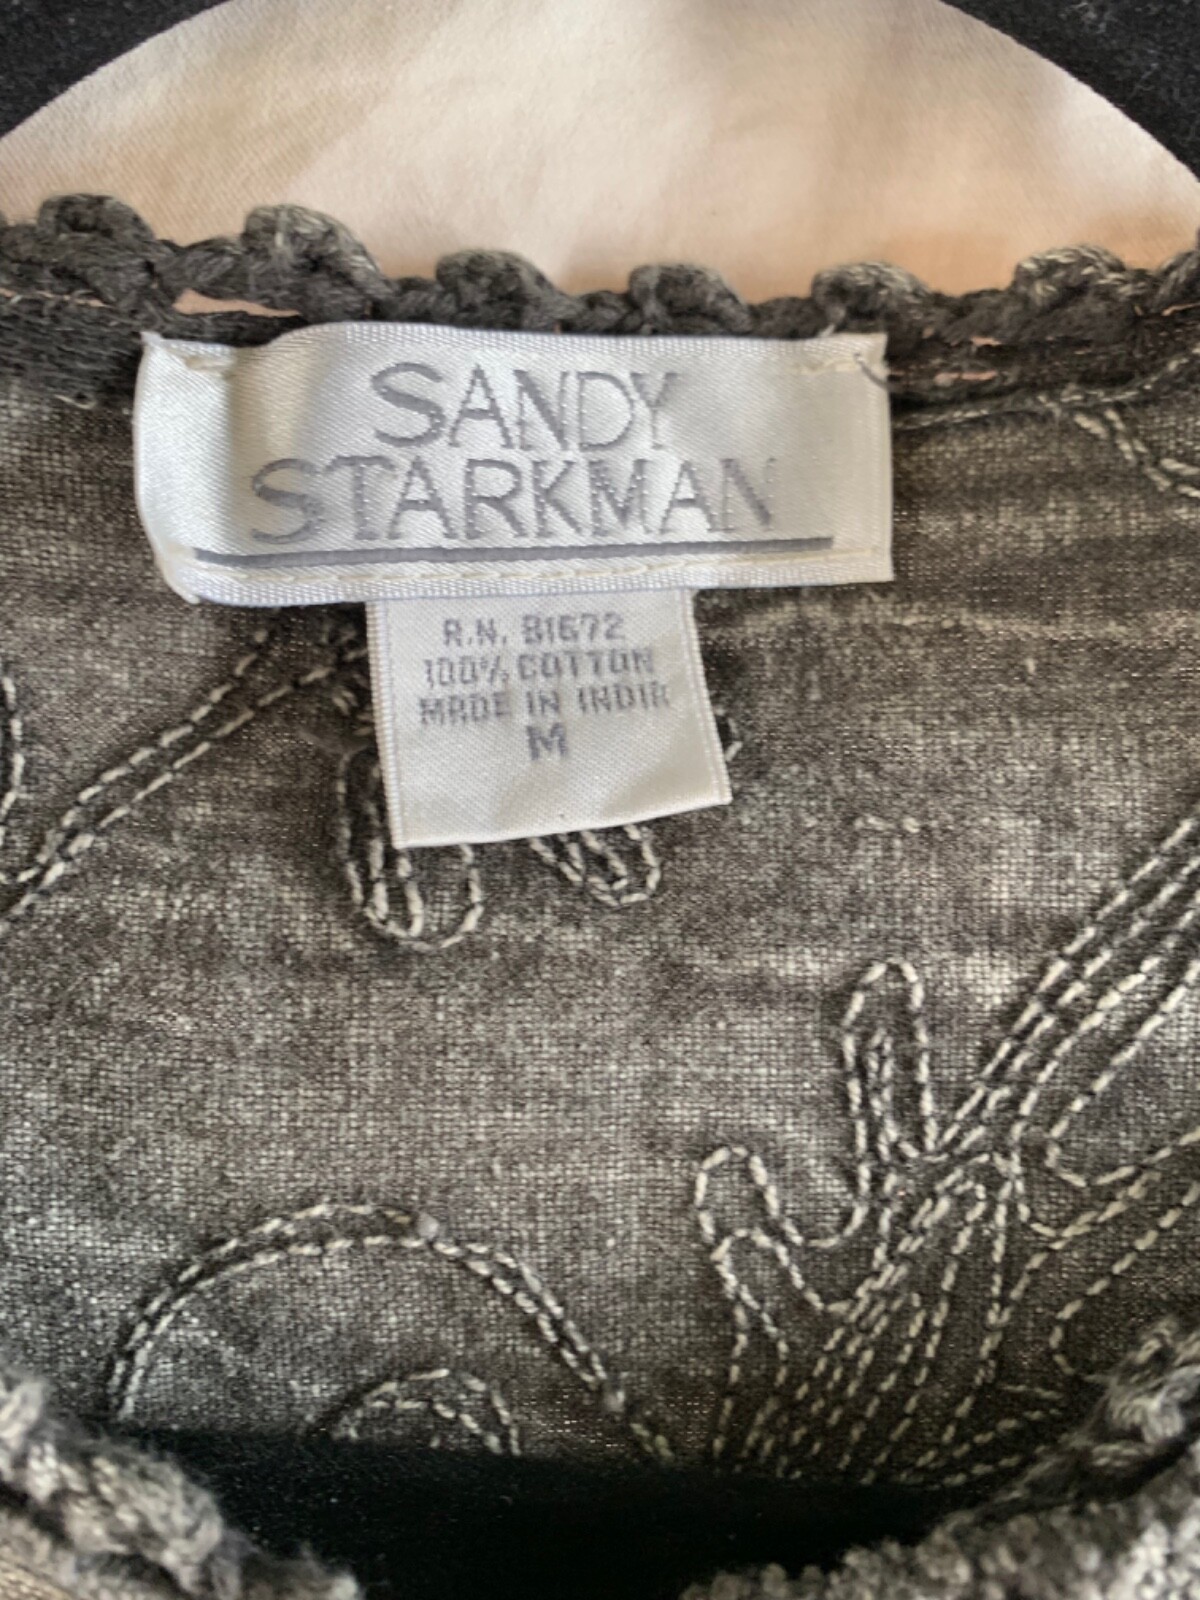 SANDY
STARKMAN
R.N. 81672
100% COTTON
MADE IN INDIA
M